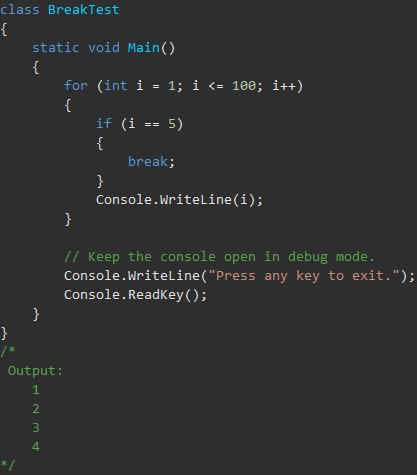 class BreakTest
{
    static void Main()
    {
        for (int i = 1; i <= 100; i++)
        {
            if (i == 5)
            {
                break;
            }
            Console.WriteLine(i);
        }

        // Keep the console open in debug mode.
        Console.WriteLine("Press any key to exit.");
        Console.ReadKey();
    }
}
/*
 Output:
    1
    2
    3
    4
*/